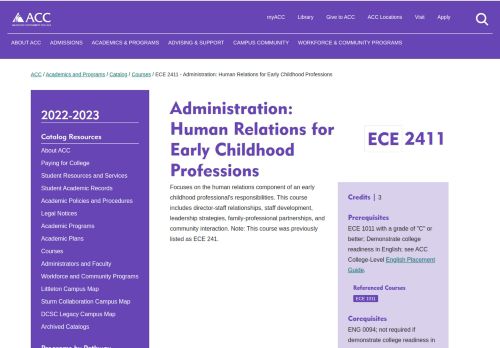 ACC
myACC Library Give to ACC ACC Locations Visit Apply
ABOUT ACC ADMISSIONS ACADEMICS & PROGRAMS ADVISING & SUPPORT CAMPUS COMMUNITY WORKFORCE & COMMUNITY PROGRAMS
ACC / Academics and Programs / Catalog / Courses / ECE 2411 - Administration: Human Relations for Early Childhood Professions
2022-2023
Catalog Resources
About ACC
Paying for College
Student Resources and Services
Student Academic Records
Academic Policies and Procedures
Legal Notices
Academic Programs
Academic Plans
Courses
Administrators and Faculty
Workforce and Community Programs
Littleton Campus Map
Sturm Collaboration Campus Map
DCSC Legacy Campus Map
Archived Catalogs
Programs by Pathway
Administration:
Human Relations for
Early Childhood
Professions
Focuses on the human relations component of an early
childhood professional's responsibilities. This course
includes director-staff relationships, staff development,
leadership strategies, family-professional partnerships, and
community interaction. Note: This course was previously
listed as ECE 241.
ECE 2411
Credits | 3
Prerequisites
ECE 1011 with a grade of "C" or
better; Demonstrate college
readiness in English: see ACC
College-Level English Placement
Guide.
Referenced Courses
ECE 1011
Corequisites
ENG 0094; not required if
demonstrate college readiness in